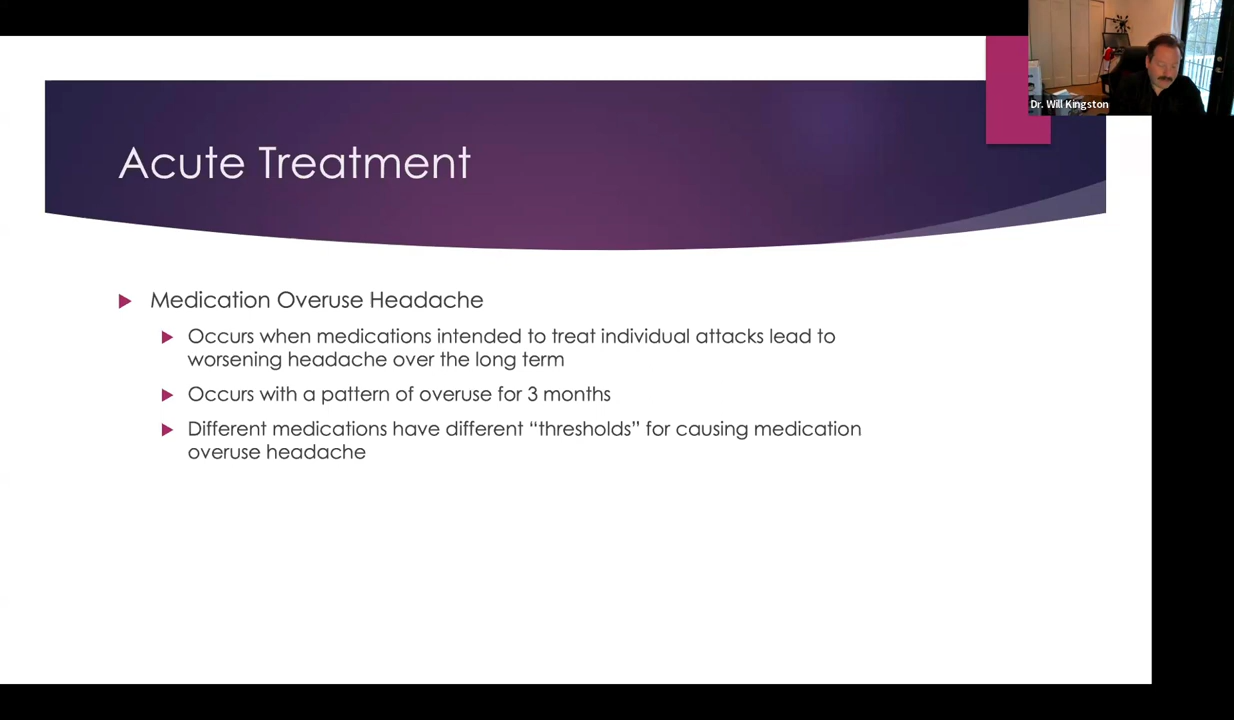 Dr. Will Kingston
Acute Treatment
Medication Overuse Headache
Occurs when medications intended to treat individual attacks lead to
worsening headache over the long term
Occurs with a pattern of overuse for 3 months
Different medications have different “thresholds” for causing medication
overuse headache